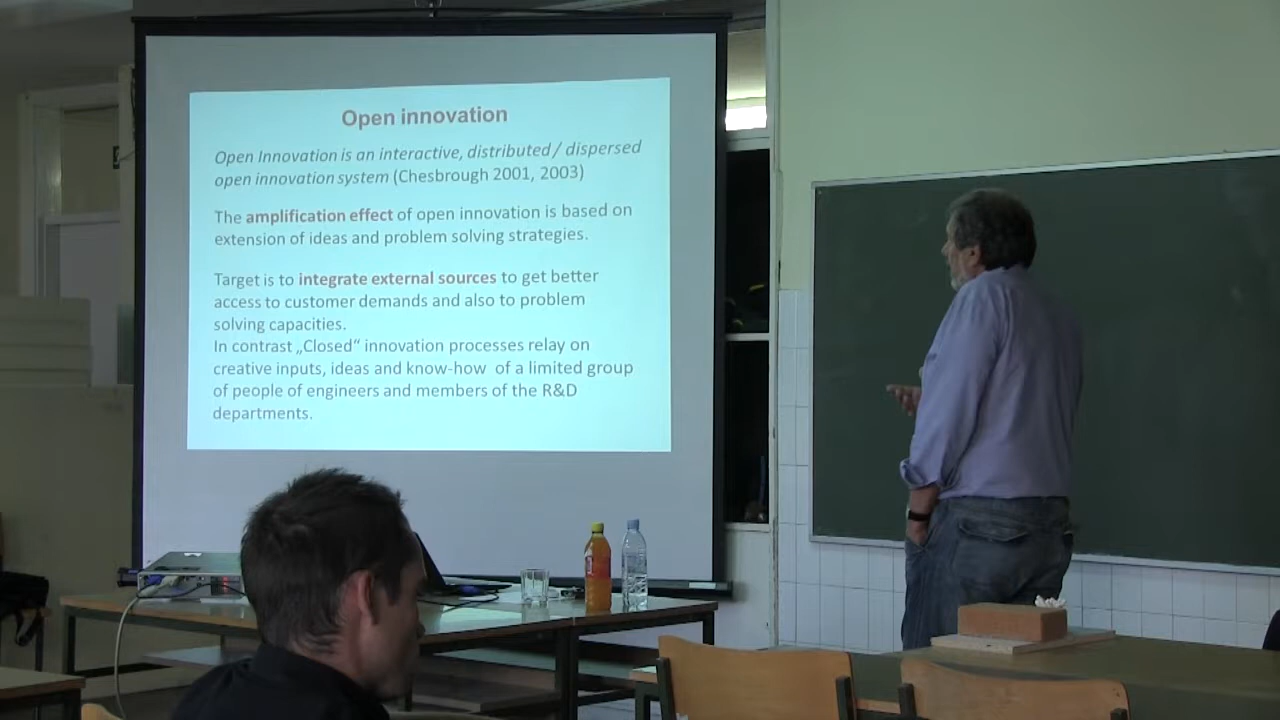 Open innovation
Open Innovation is an interactive, distributed / dispersed
open innovation system (Chesbrough 2001, 2003)
The amplification effect of open innovation is based on
extension of ideas and problem solving strategies.
Target is to integrate external sources to get better
access to customer demands and also to problem
solving capacities.
In contrast „Closed“ innovation processes relay on
creative inputs, ideas and know-how of a limited group
of people of engineers and members of the R&D
departments.